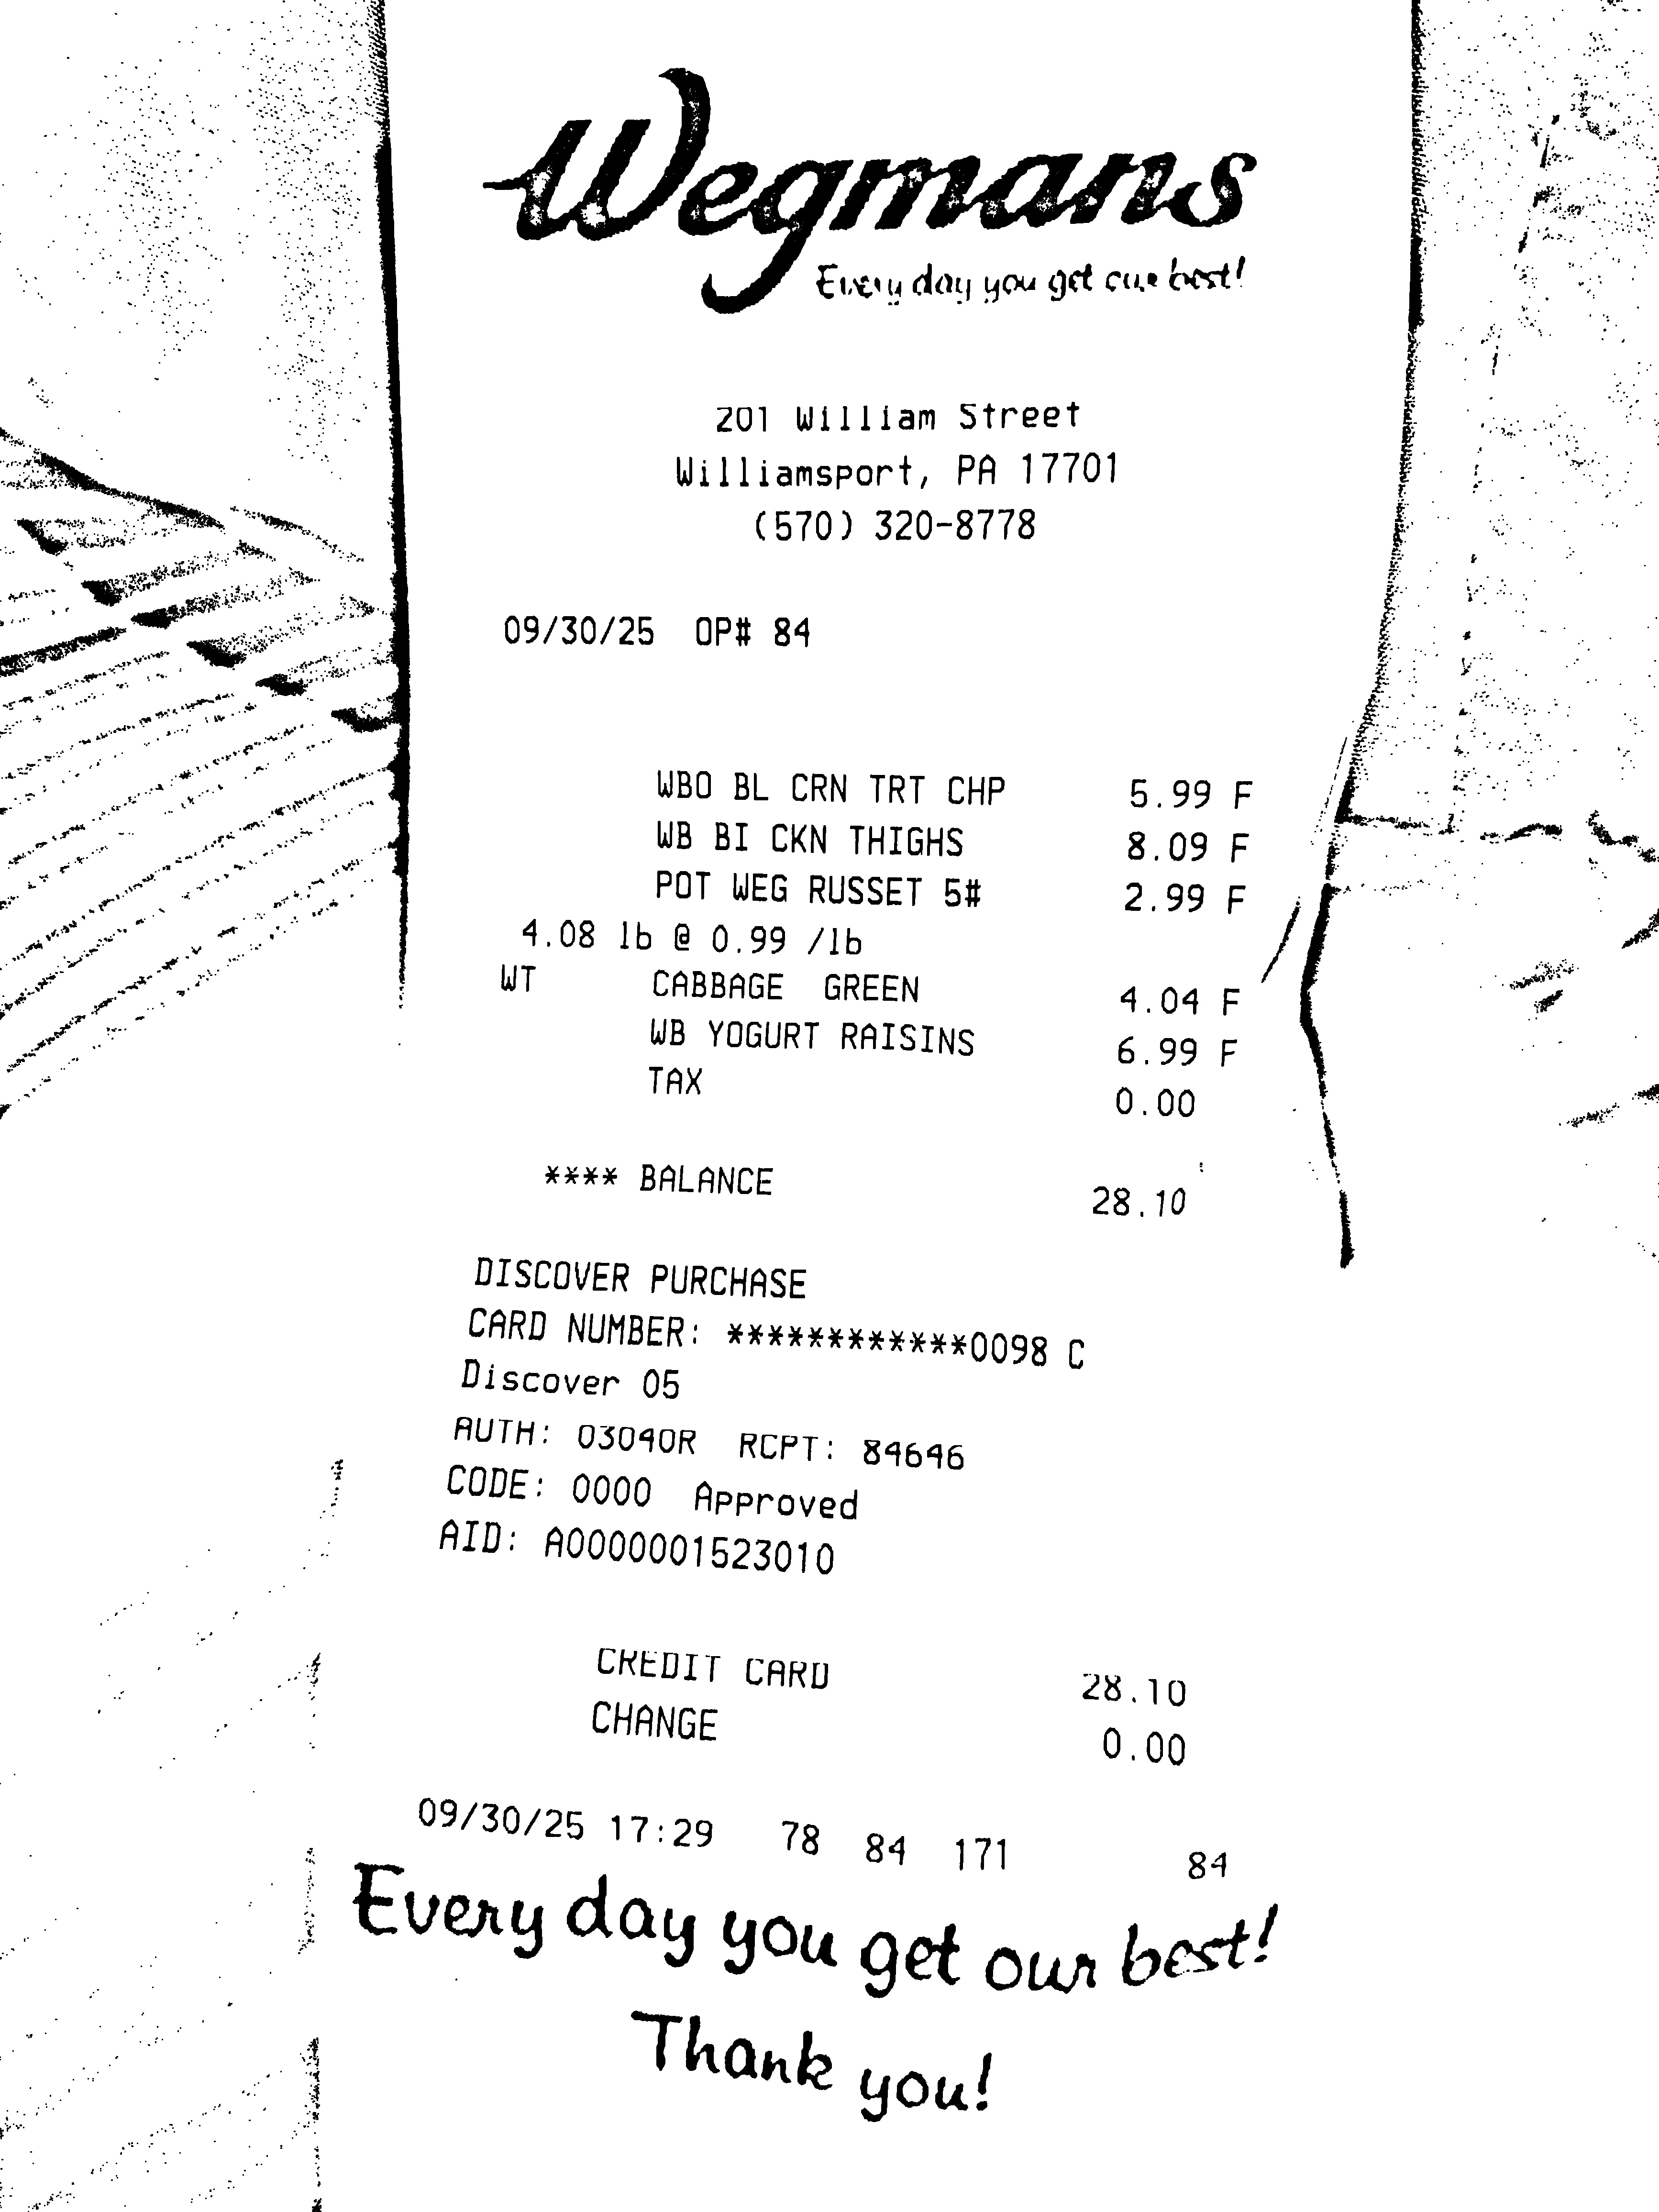 Wegmans
Every day you get our best!
201 William Street
Williamsport, PA 17701
(570) 320-8778
09/30/25 OP# 84
WBO BL CRN TRT CHP 5.99 F
WB BI CKN THIGHS 8.09 F
POT WEG RUSSET 5# 2.99 F
4.08 lb @ 0.99 /lb
WT CABBAGE GREEN 4.04 F
WB YOGURT RAISINS 6.99 F
TAX 0.00
**** BALANCE 28.10
DISCOVER PURCHASE
CARD NUMBER: ************0098 C
Discover 05
AUTH: 03040R RCPT: 84646
CODE: 0000 Approved
AID: A0000001523010
CREDIT CARD 28.10
CHANGE 0.00
09/30/25 17:29 78 84 171 84
Every day you get our best!
Thank you!